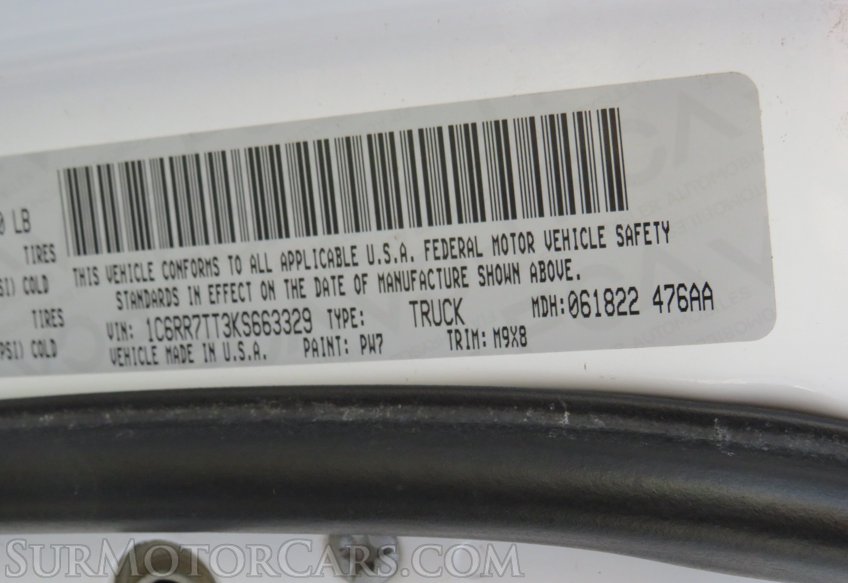 0 LB
TIRES
SI) COLD
TIRES
PSI) COLD
THIS VEHICLE CONFORMS TO ALL APPLICABLE U.S.A. FEDERAL MOTOR VEHICLE SAFETY
STANDARDS IN EFFECT ON THE DATE OF MANUFACTURE SHOWN ABOVE.
VIN: 1C6RR7TT3KS663329 TYPE: TRUCK MDH:061822 476AA
VEHICLE MADE IN U.S.A. PAINT: PW7 TRIM: M9X8
SURMOTORCARS.COM